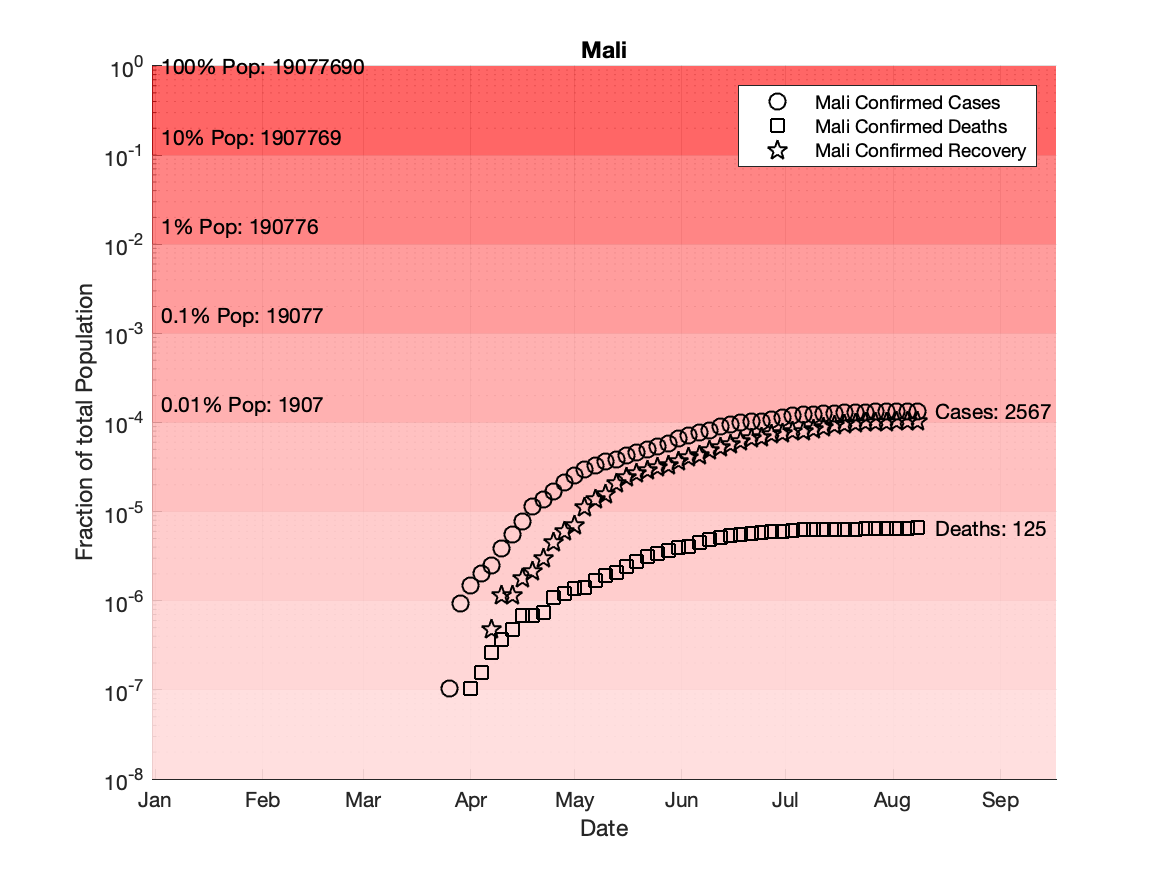 Mali
10^0
10^-1
10^-2
10^-3
10^-4
10^-5
10^-6
10^-7
10^-8
Fraction of total Population
100% Pop: 19077690
10% Pop: 1907769
1% Pop: 190776
0.1% Pop: 19077
0.01% Pop: 1907
Mali Confirmed Cases
Mali Confirmed Deaths
Mali Confirmed Recovery
Cases: 2567
Deaths: 125
Jan Feb Mar Apr May Jun Jul Aug Sep
Date